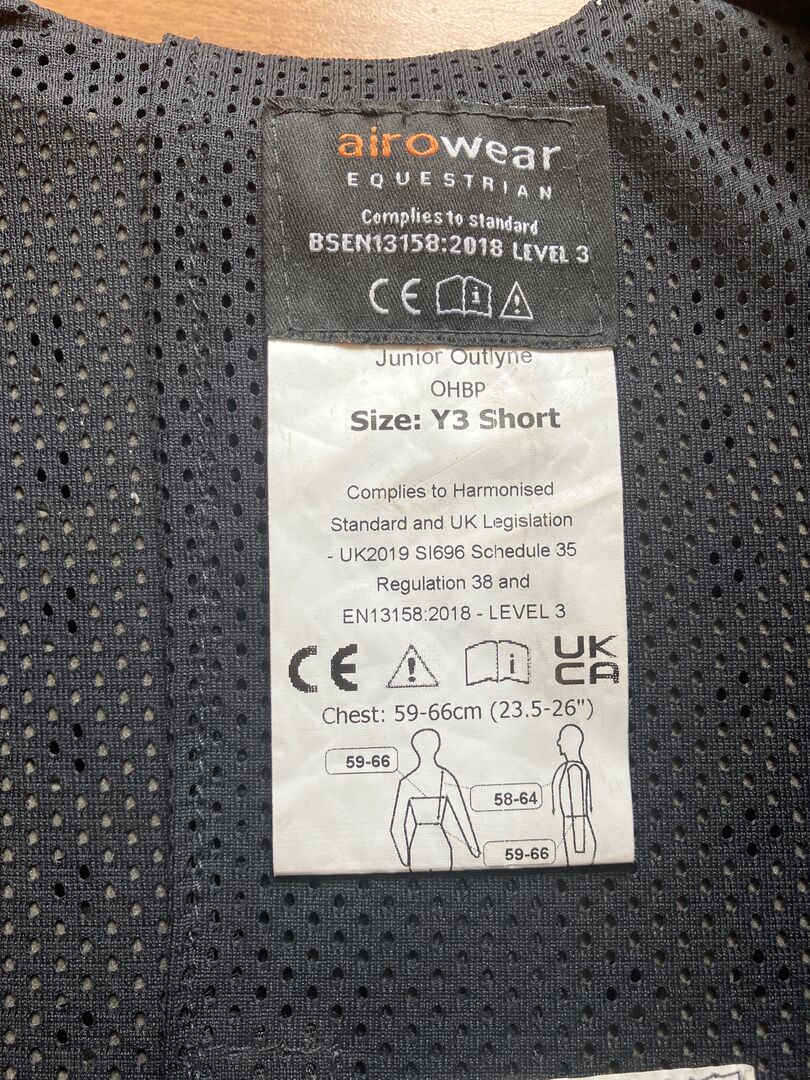 airowear
EQUESTRIAN
Complies to standard
BSEN13158:2018 LEVEL 3
CE i !
Junior Outlyne
OHBP
Size: Y3 Short
Complies to Harmonised
Standard and UK Legislation
- UK2019 SI696 Schedule 35
Regulation 38 and
EN13158:2018 - LEVEL 3
CE ! i UK
CA
Chest: 59-66cm (23.5-26")
59-66
58-64
59-66